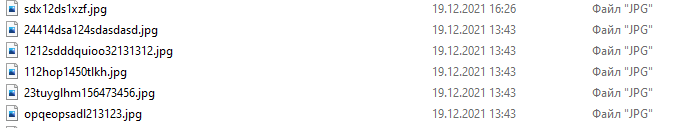 sdx12ds1xzf.jpg 19.12.2021 16:26 Файл "JPG"
24414dsa124sdasdasd.jpg 19.12.2021 13:43 Файл "JPG"
1212sdddquioo32131312.jpg 19.12.2021 13:43 Файл "JPG"
112hop1450tlkh.jpg 19.12.2021 13:43 Файл "JPG"
23tuyglhm156473456.jpg 19.12.2021 13:43 Файл "JPG"
opqeopsadl213123.jpg 19.12.2021 13:43 Файл "JPG"